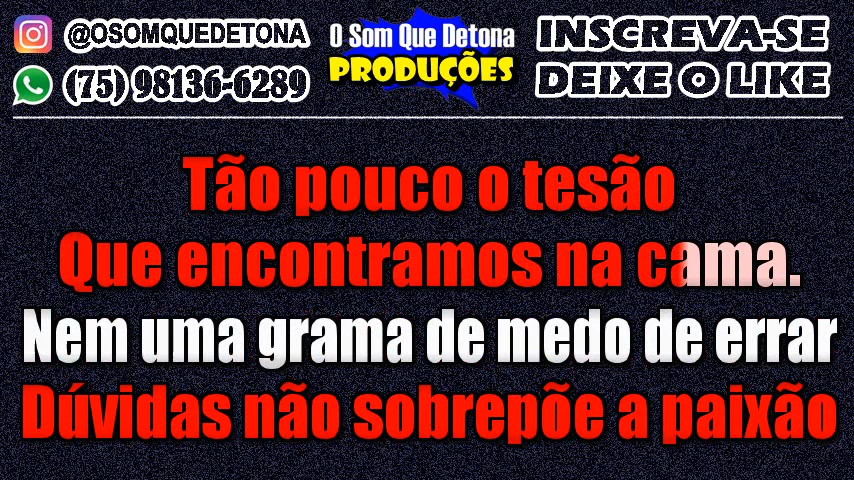 @OSOMQUEDETONA
(75) 98136-6289
O Som Que Detona
PRODUÇÕES
INSCREVA-SE
DEIXE O LIKE
Tão pouco o tesão
Que encontramos na cama.
Nem uma grama de medo de errar
Dúvidas não sobrepõe a paixão